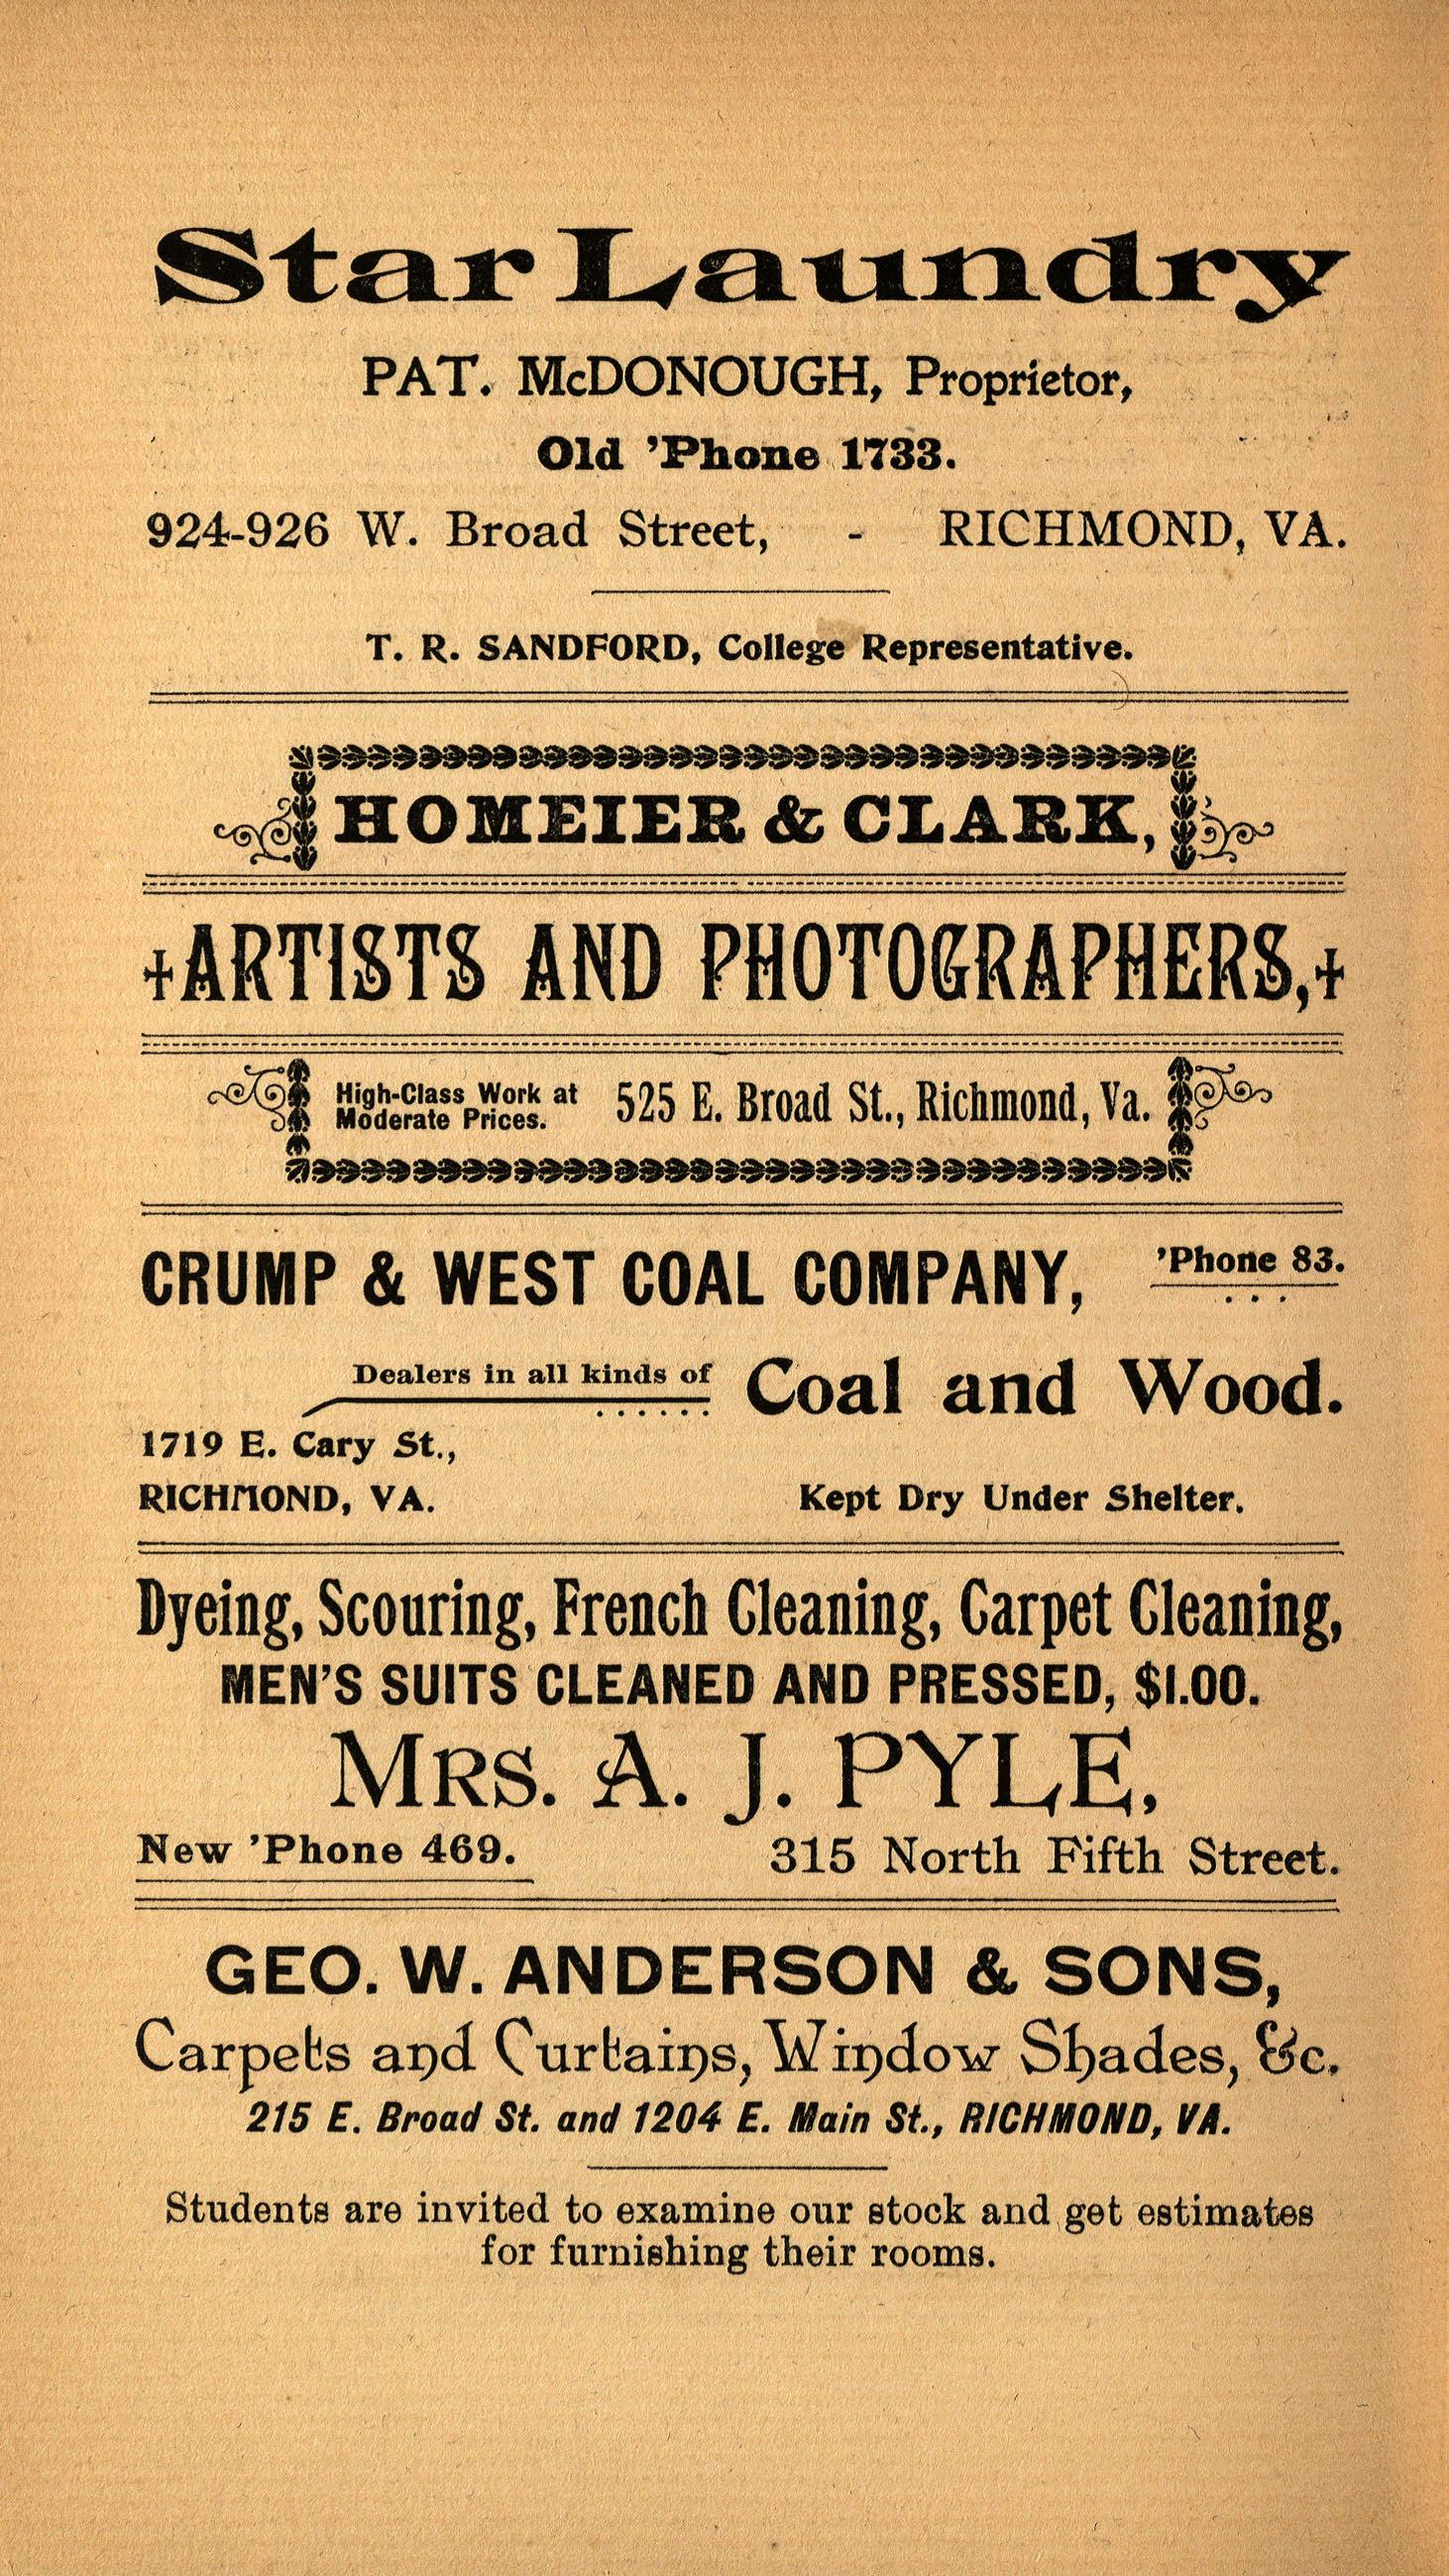 Star Laundry
PAT. McDONOUGH, Proprietor,
Old 'Phone 1733.
924-926 W. Broad Street, - RICHMOND, VA.
T. R. SANDFORD, College Representative.
HOMEIER & CLARK,
ARTISTS AND PHOTOGRAPHERS,
High-Class Work at
Moderate Prices.
525 E. Broad St., Richmond, Va.
CRUMP & WEST COAL COMPANY,
'Phone 83.
Dealers in all kinds of Coal and Wood.
1719 E. Cary St.,
RICHMOND, VA.
Kept Dry Under Shelter.
Dyeing, Scouring, French Cleaning, Carpet Cleaning,
MEN'S SUITS CLEANED AND PRESSED, $1.00.
MRS. A. J. PYLE,
New 'Phone 469.
315 North Fifth Street.
GEO. W. ANDERSON & SONS,
Carpets and Curtains, Window Shades, &c.
215 E. Broad St. and 1204 E. Main St., RICHMOND, VA.
Students are invited to examine our stock and get estimates
for furnishing their rooms.